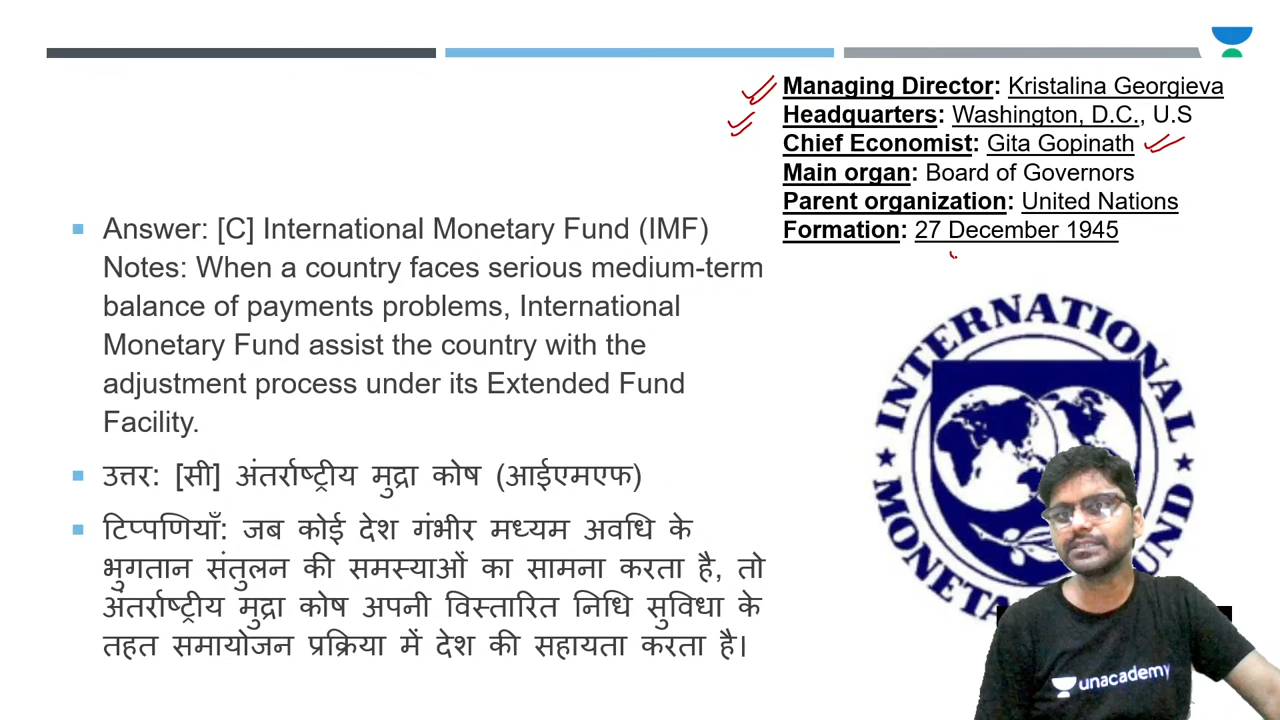 Managing Director: Kristalina Georgieva
Headquarters: Washington, D.C., U.S
Chief Economist: Gita Gopinath
Main organ: Board of Governors
Parent organization: United Nations
Formation: 27 December 1945
Answer: [C] International Monetary Fund (IMF)
Notes: When a country faces serious medium-term
balance of payments problems, International
Monetary Fund assist the country with the
adjustment process under its Extended Fund
Facility.
उत्तर: [सी] अंतर्राष्ट्रीय मुद्रा कोष (आईएमएफ)
टिप्पणियाँ: जब कोई देश गंभीर मध्यम अवधि के
भुगतान संतुलन की समस्याओं का सामना करता है, तो
अंतर्राष्ट्रीय मुद्रा कोष अपनी विस्तारित निधि सुविधा के
तहत समायोजन प्रक्रिया में देश की सहायता करता है।
INTERNATIONAL
unacademy